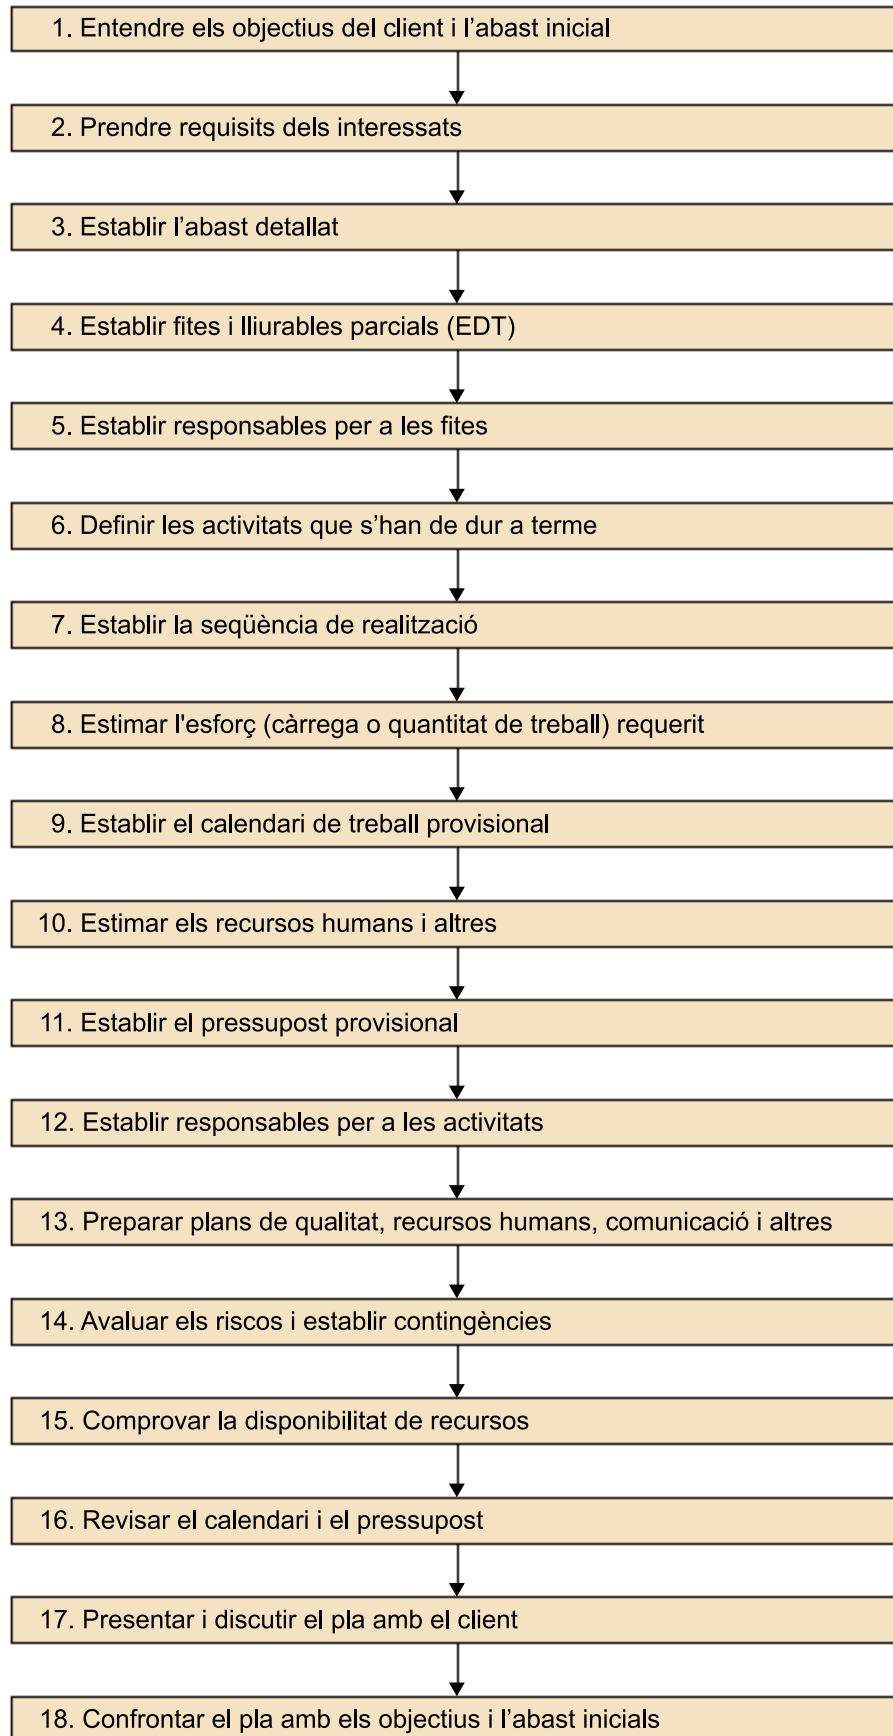 1. Entendre els objectius del client i l’abast inicial
2. Prendre requisits dels interessats
3. Establir l’abast detallat
4. Establir fites i lliurables parcials (EDT)
5. Establir responsables per a les fites
6. Definir les activitats que s’han de dur a terme
7. Establir la seqüència de realització
8. Estimar l'esforç (càrrega o quantitat de treball) requerit
9. Establir el calendari de treball provisional
10. Estimar els recursos humans i altres
11. Establir el pressupost provisional
12. Establir responsables per a les activitats
13. Preparar plans de qualitat, recursos humans, comunicació i altres
14. Avaluar els riscos i establir contingències
15. Comprovar la disponibilitat de recursos
16. Revisar el calendari i el pressupost
17. Presentar i discutir el pla amb el client
18. Confrontar el pla amb els objectius i l’abast inicials